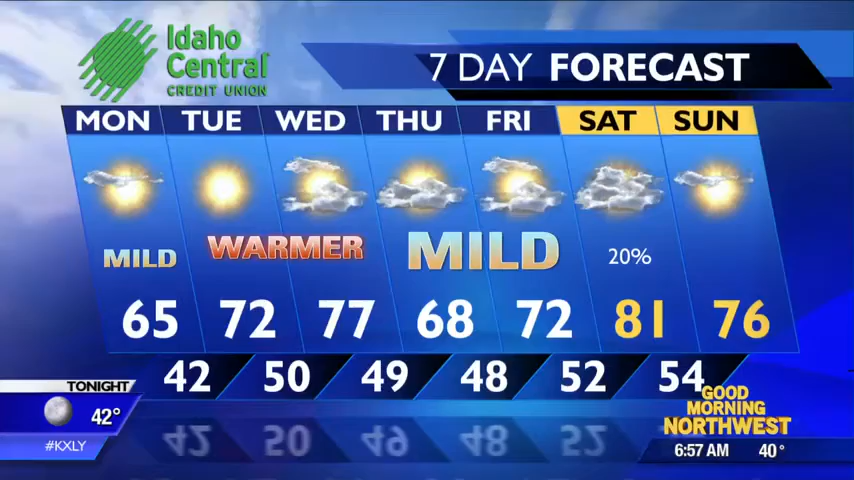 Idaho
Central
CREDIT UNION
7 DAY FORECAST
MON TUE WED THU FRI SAT SUN
MILD WARMER MILD 20%
65 72 77 68 72 81 76
42 50 49 48 52 54
TONIGHT
42°
#KXLY
GOOD
MORNING
NORTHWEST
6:57 AM 40°